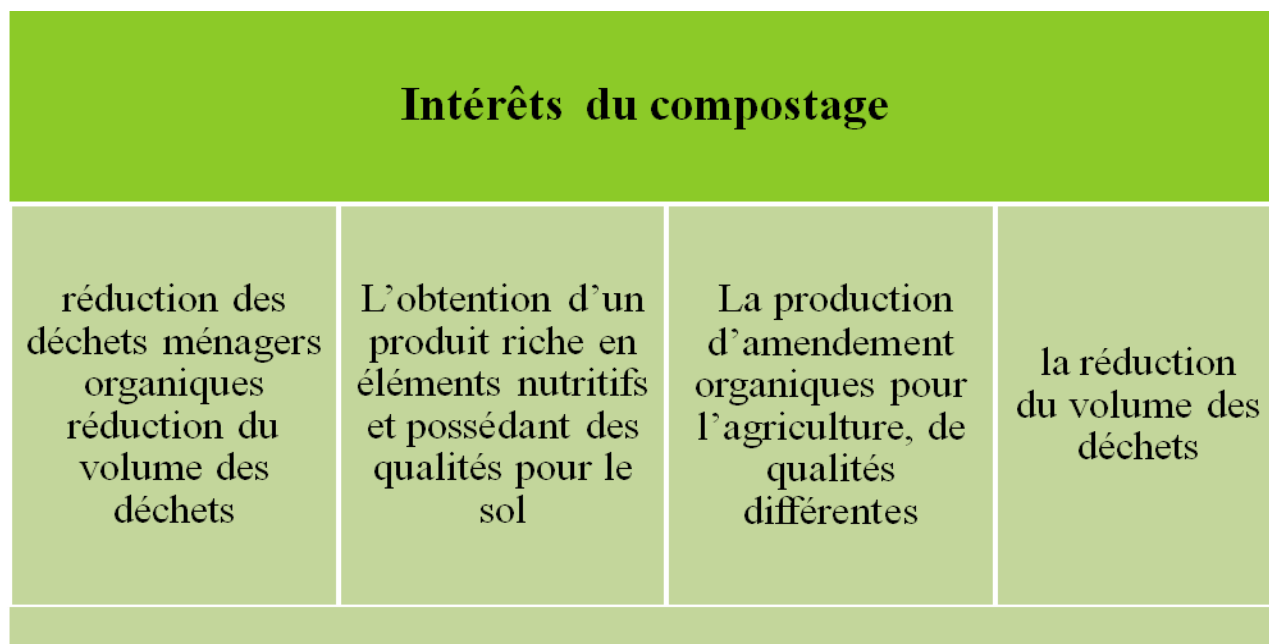 Intérêts du compostage
réduction des
déchets ménagers
organiques
réduction du
volume des
déchets
L’obtention d’un
produit riche en
éléments nutritifs
et possédant des
qualités pour le
sol
La production
d’amendement
organiques pour
l’agriculture, de
qualités
différentes
la réduction
du volume des
déchets